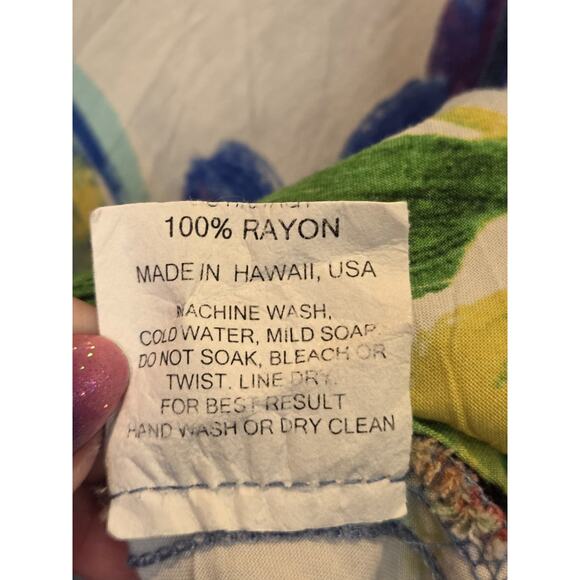 100% RAYON
MADE IN HAWAII, USA
MACHINE WASH,
COLD WATER, MILD SOAP.
DO NOT SOAK, BLEACH OR
TWIST. LINE DRY.
FOR BEST RESULT
HAND WASH OR DRY CLEAN